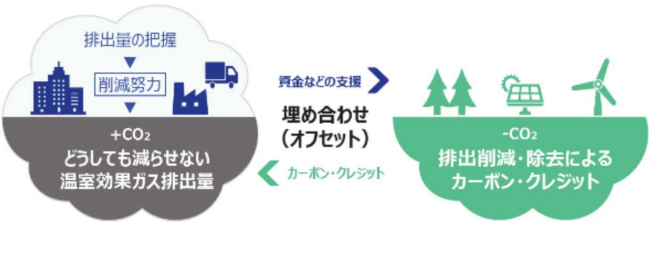 排出量の把握
削減努力
+CO₂
どうしても減らせない
温室効果ガス排出量
資金などの支援
埋め合わせ
(オフセット)
カーボン・クレジット
-CO₂
排出削減・除去による
カーボン・クレジット